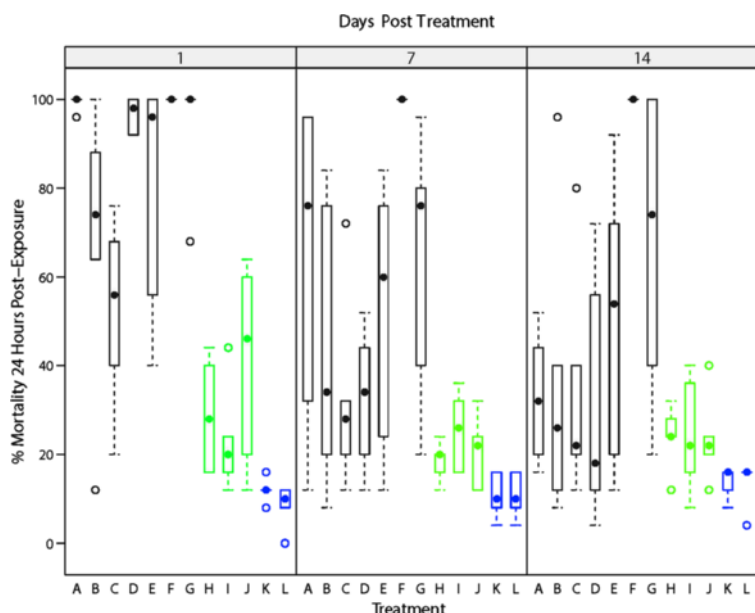 Days Post Treatment
1 7 14
% Mortality 24 Hours Post-Exposure
100
80
60
40
20
0
A B C D E F G H I J K L A B C D E F G H I J K L A B C D E F G H I J K L
Treatment